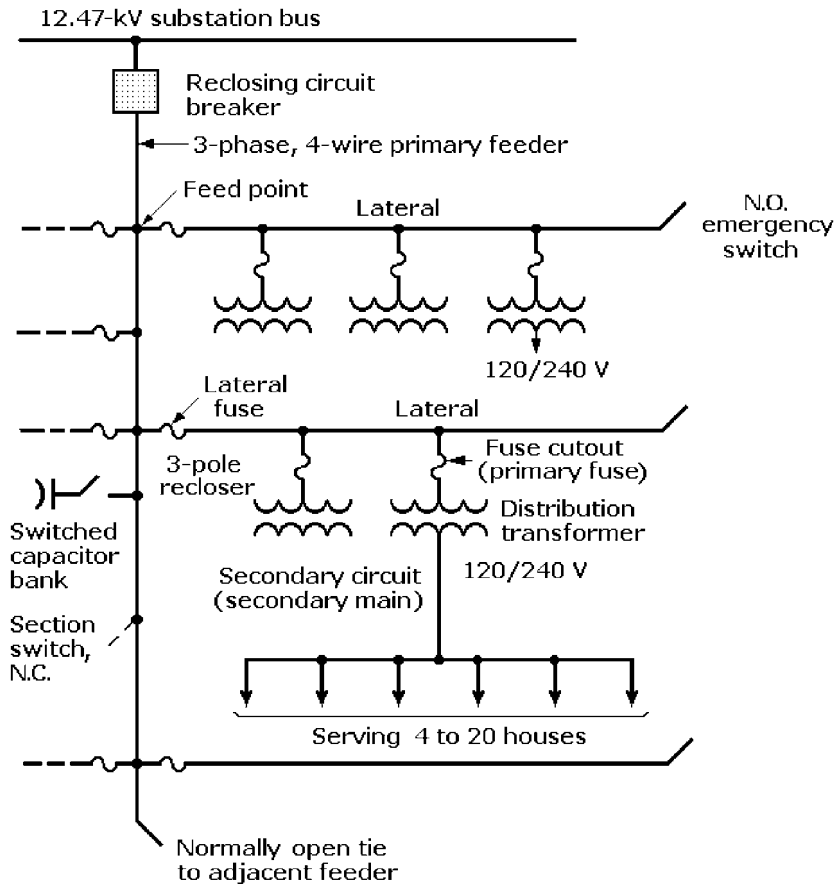 12.47-kV substation bus
Reclosing circuit
breaker
3-phase, 4-wire primary feeder
Feed point
Lateral
N.O.
emergency
switch
120/240 V
Lateral
fuse
Lateral
Fuse cutout
(primary fuse)
3-pole
recloser
Distribution
transformer
Switched
capacitor
bank
Secondary circuit
(secondary main)
120/240 V
Section
switch,
N.C.
Serving 4 to 20 houses
Normally open tie
to adjacent feeder